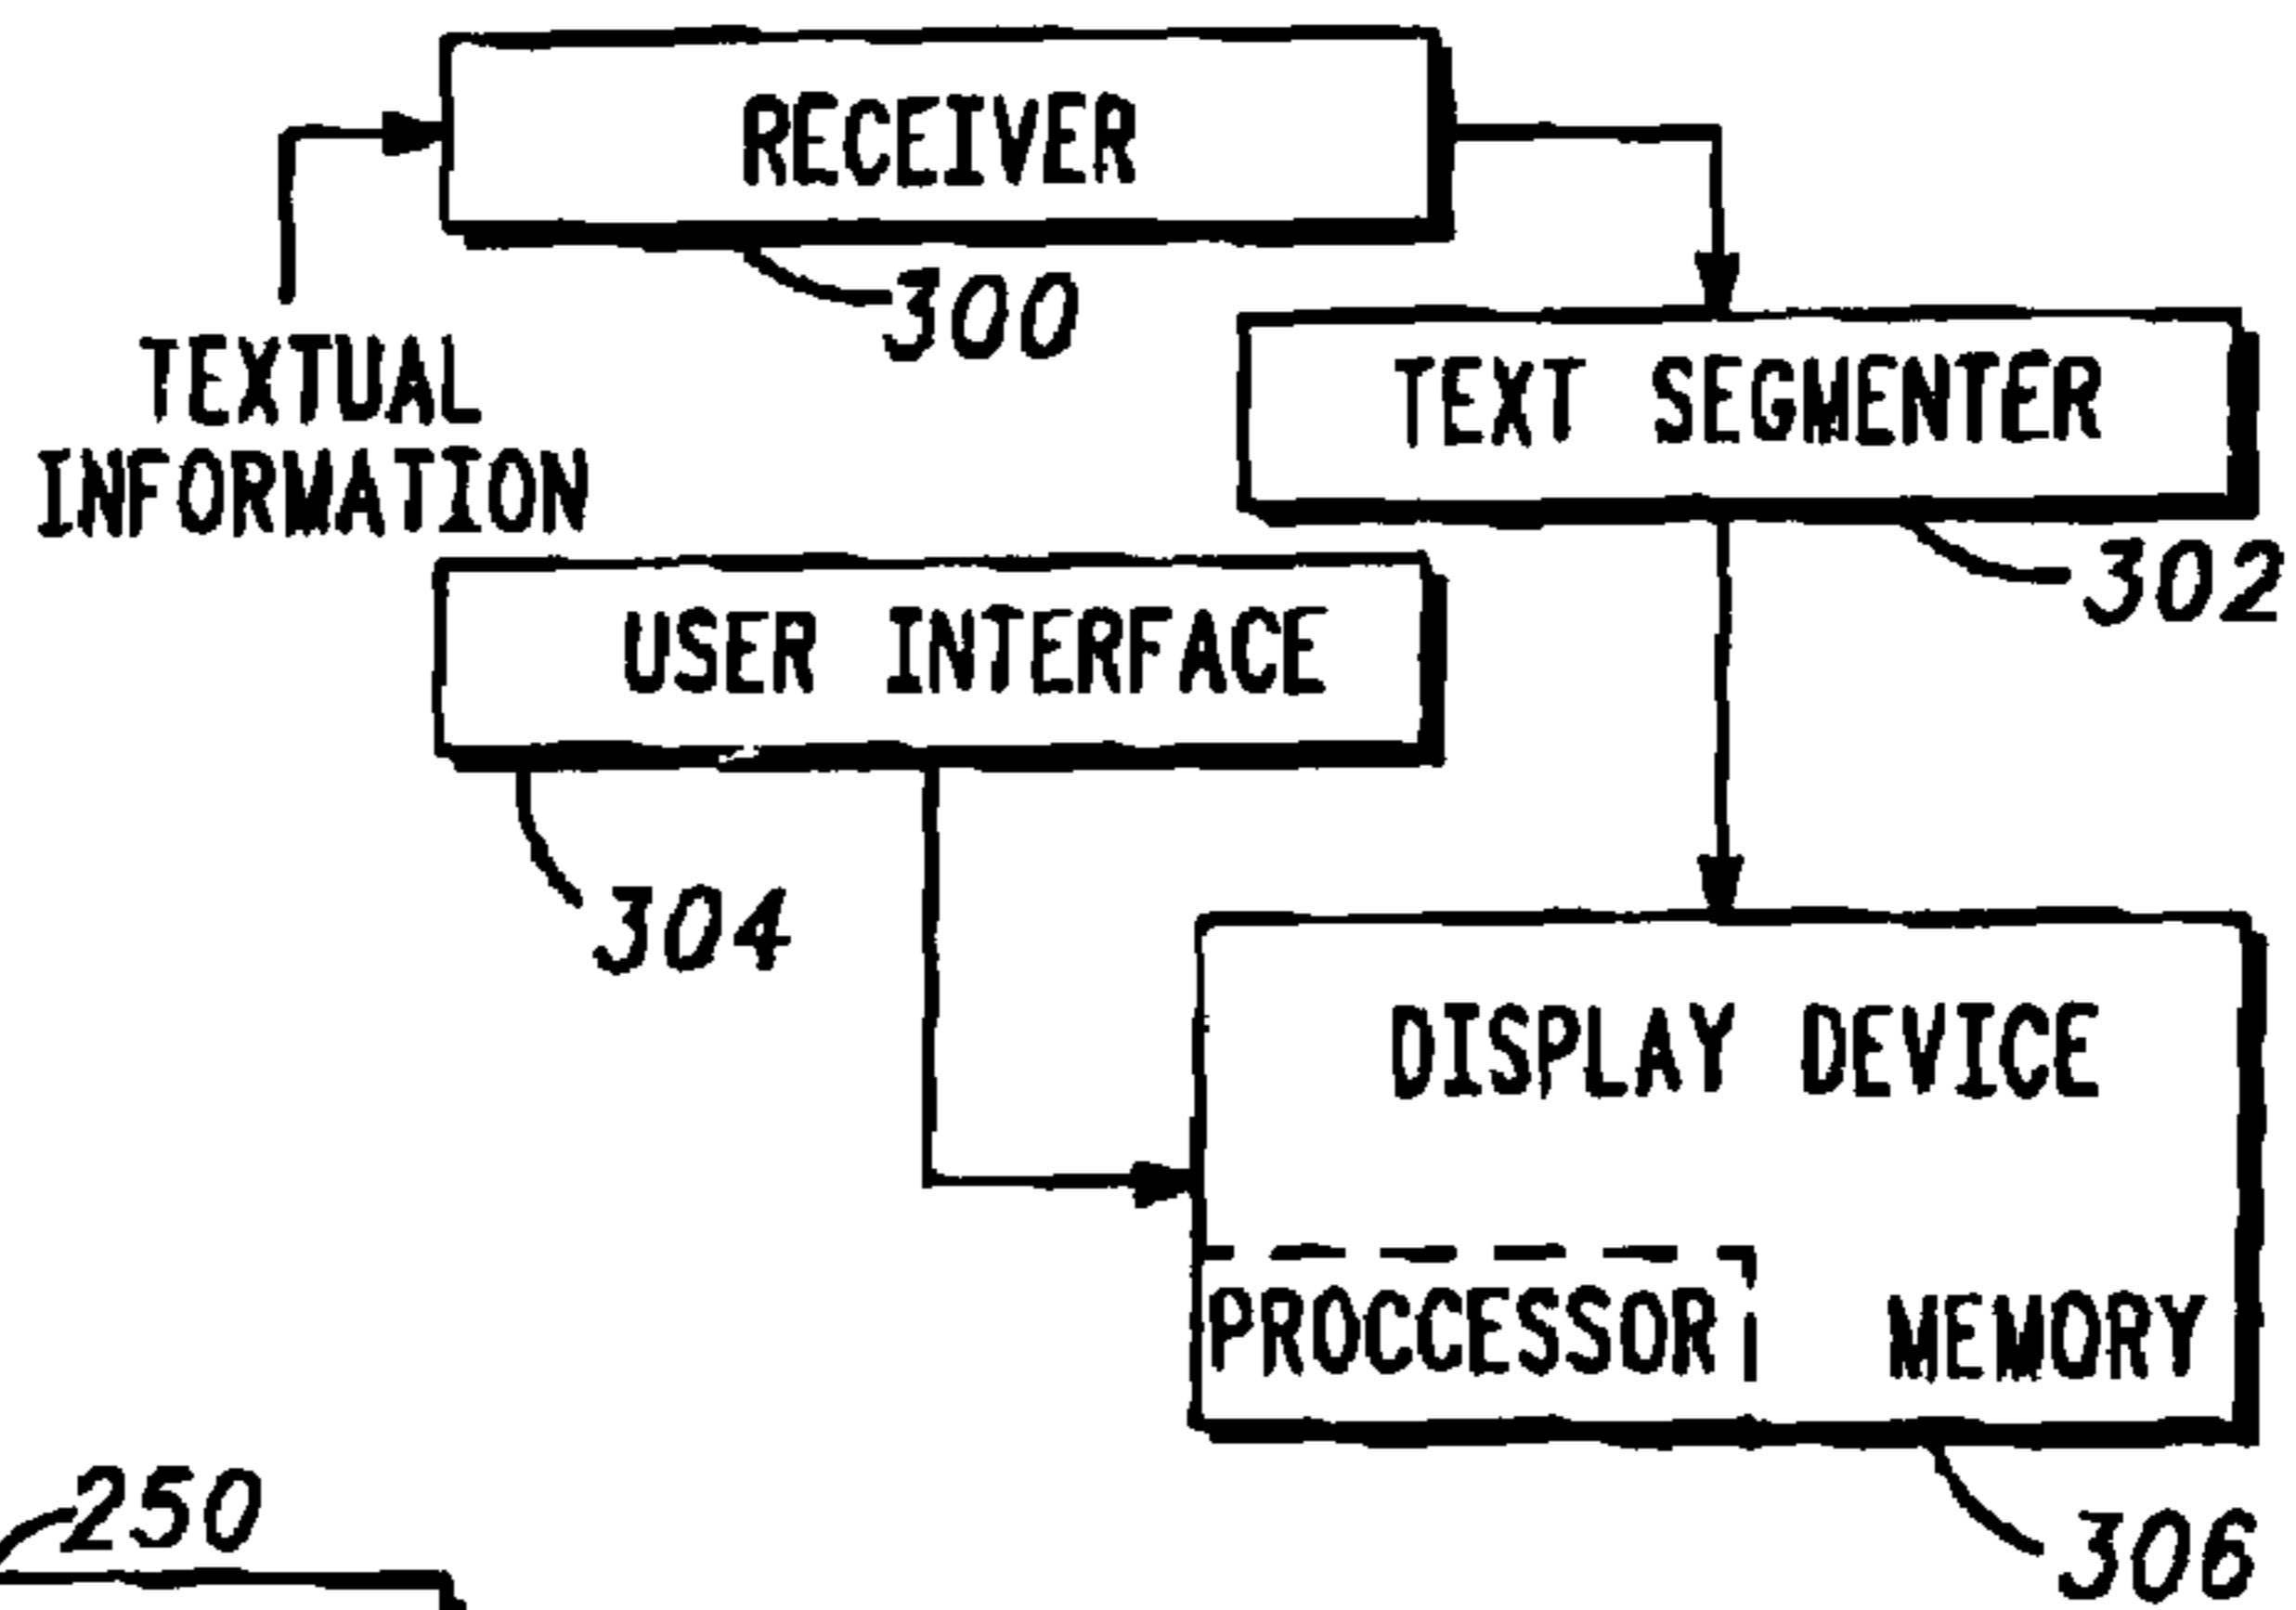 RECEIVER
300
TEXTUAL
INFORMATION
TEXT SEGMENTER
302
USER INTERFACE
304
DISPLAY DEVICE
PROCCESSOR MEMORY
306
250